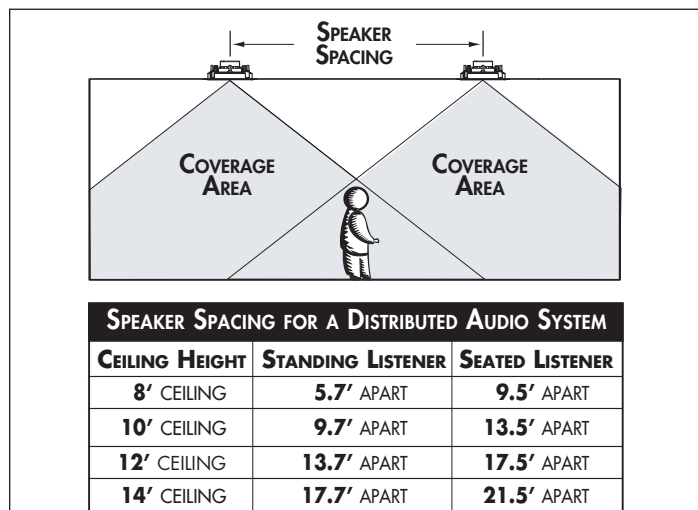 SPEAKER
SPACING
COVERAGE
AREA
COVERAGE
AREA
SPEAKER SPACING FOR A DISTRIBUTED AUDIO SYSTEM
CEILING HEIGHT STANDING LISTENER SEATED LISTENER
8′ CEILING 5.7′ APART 9.5′ APART
10′ CEILING 9.7′ APART 13.5′ APART
12′ CEILING 13.7′ APART 17.5′ APART
14′ CEILING 17.7′ APART 21.5′ APART